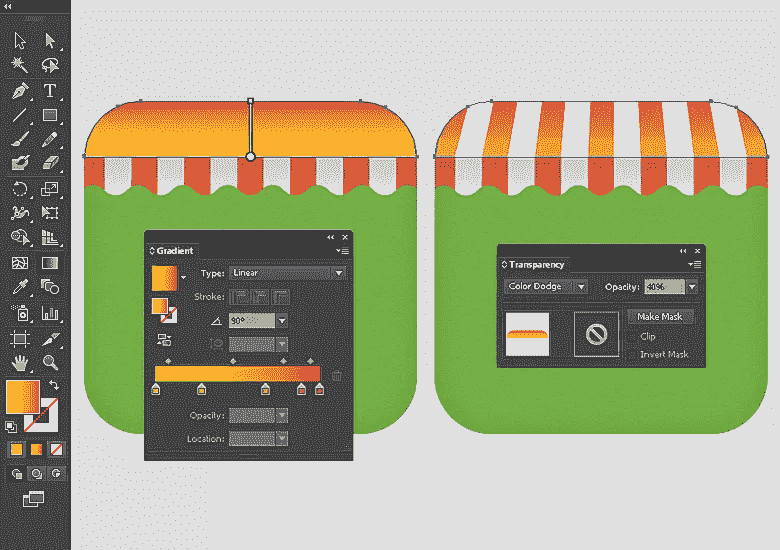 T
Gradient
Type: Linear
Stroke:
90°
Opacity:
Location:
Transparency
Color Dodge
Opacity: 40%
Make Mask
Clip
Invert Mask